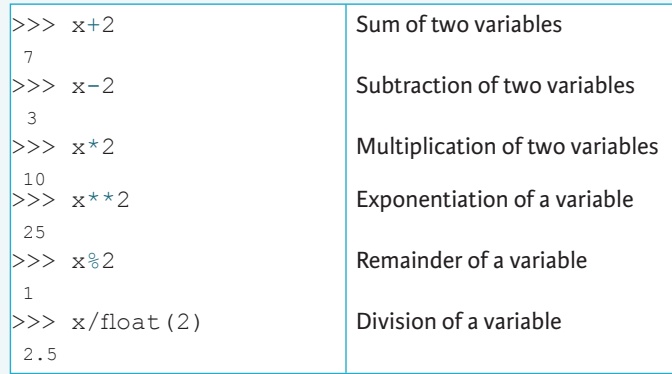 >>> x+2 Sum of two variables
7
>>> x-2 Subtraction of two variables
3
>>> x*2 Multiplication of two variables
10
>>> x**2 Exponentiation of a variable
25
>>> x%2 Remainder of a variable
1
>>> x/float(2) Division of a variable
2.5